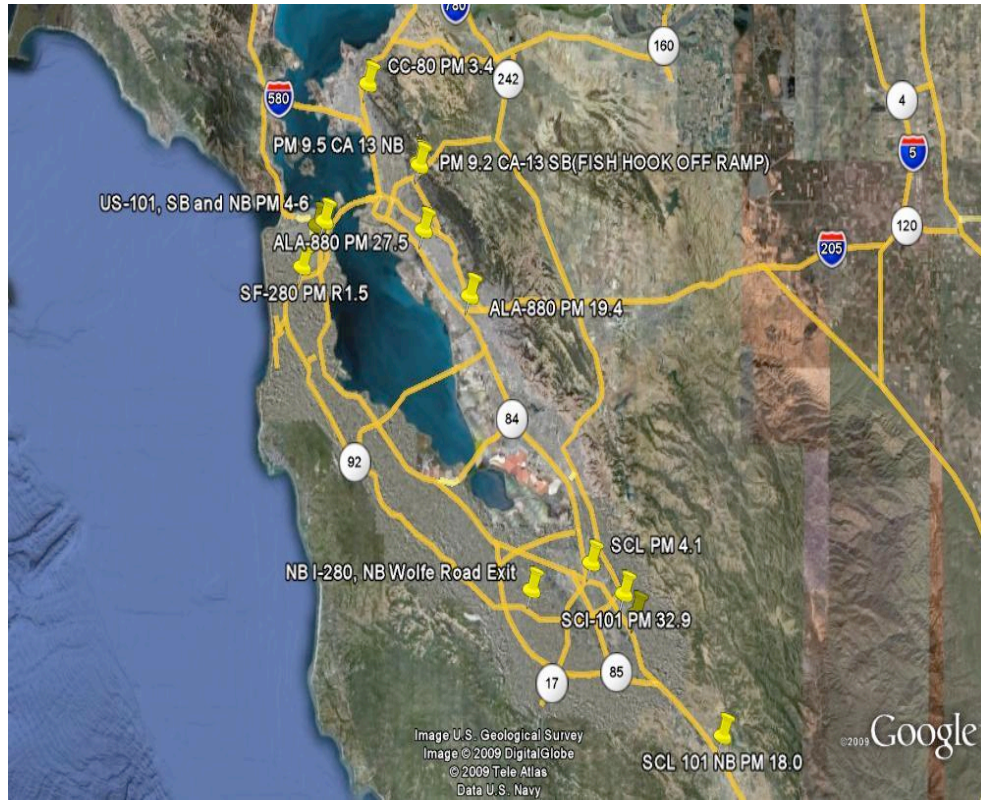 780
160
CC-80 PM 3.4
242
580
4
PM 9.5 CA 13 NB
5
PM 9.2 CA-13 SB(FISH HOOK OFF RAMP)
US-101, SB and NB PM 4-6
120
ALA-880 PM 27.5
205
SF-280 PM R1.5
ALA-880 PM 19.4
84
92
SCL PM 4.1
NB I-280, NB Wolfe Road Exit
SCI-101 PM 32.9
17
85
Image U.S. Geological Survey
Image © 2009 DigitalGlobe
© 2009 Tele Atlas
Data U.S. Navy
©2009 Google
SCL 101 NB PM 18.0